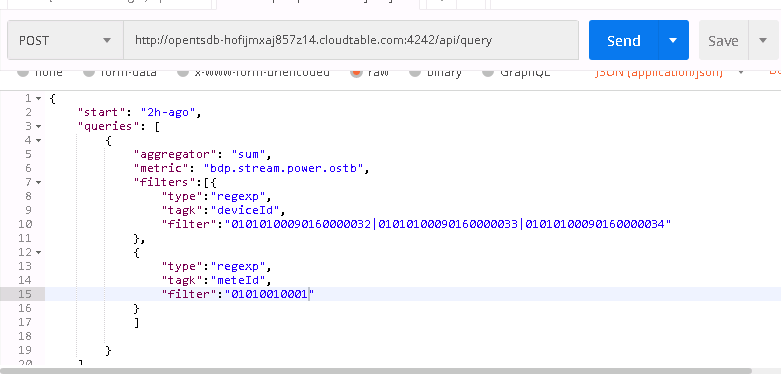 POST http://opentsdb-hofijmxaj857z14.cloudtable.com:4242/api/query Send Save
none form-data x-www-form-urlencoded raw binary GraphQL JSON (application/json)
1 {
2 "start": "2h-ago",
3 "queries": [
4 {
5 "aggregator": "sum",
6 "metric": "bdp.stream.power.ostb",
7 "filters":[{
8 "type":"regexp",
9 "tagk":"deviceId",
10 "filter":"01010100090160000032|01010100090160000033|01010100090160000034"
11 },
12 {
13 "type":"regexp",
14 "tagk":"meteId",
15 "filter":"01010010001"
16 }
17 ]
18
19 }
20 ]